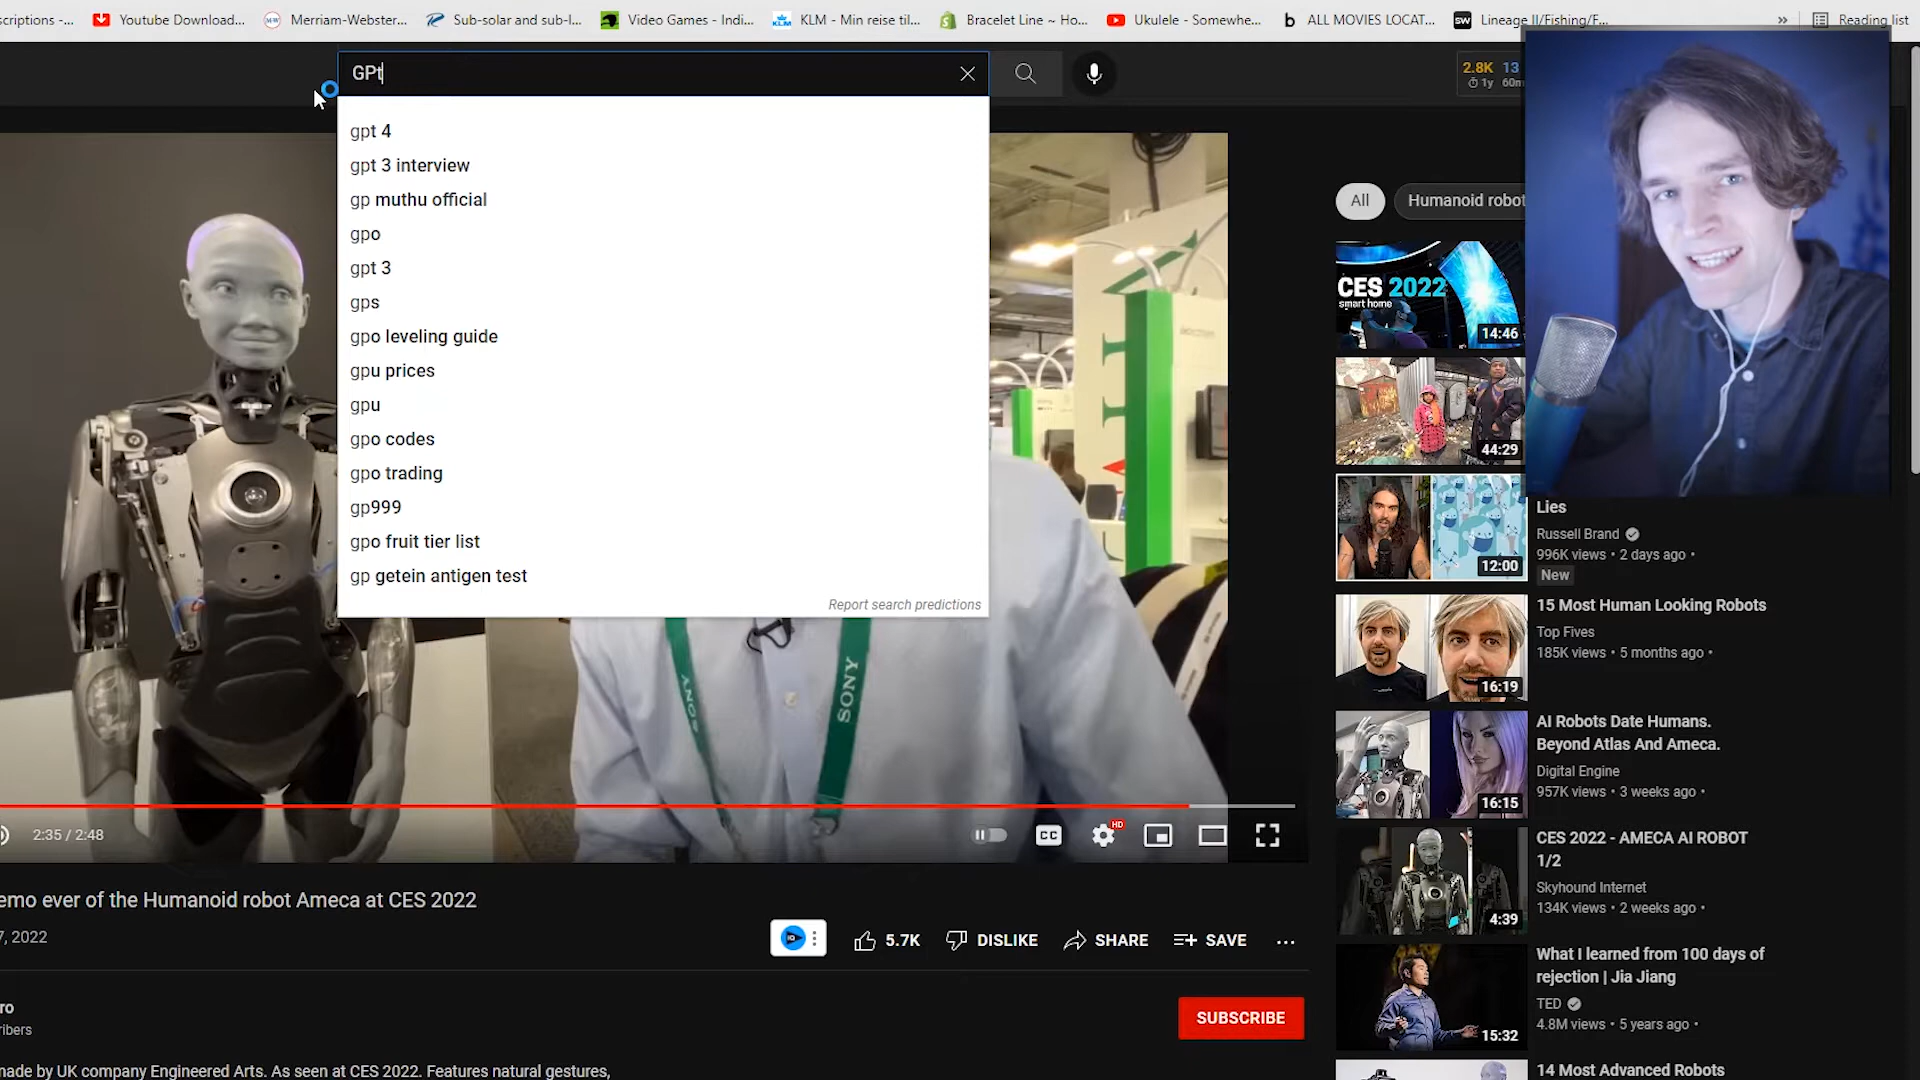 scriptions -...
Youtube Download...
Merriam-Webster...
Sub-solar and sub-l...
Video Games - Indi...
KLM - Min reise til...
Bracelet Line ~ Ho...
Ukulele - Somewhe...
ALL MOVIES LOCAT...
Lineage II/Fishing/F...
»
Reading list
GPt
2.8K 13
1y 60m
gpt 4
gpt 3 interview
gp muthu official
gpo
gpt 3
gps
gpo leveling guide
gpu prices
gpu
gpo codes
gpo trading
gp999
gpo fruit tier list
gp getein antigen test
Report search predictions
SONY
SONY
2:35 / 2:48
CC
HD
emo ever of the Humanoid robot Ameca at CES 2022
7, 2022
5.7K
DISLIKE
SHARE
SAVE
...
ro
ribers
SUBSCRIBE
made by UK company Engineered Arts. As seen at CES 2022. Features natural gestures,
All
Humanoid robot
CES 2022
smart home
14:46
44:29
12:00
Lies
Russell Brand
996K views • 2 days ago •
New
16:19
15 Most Human Looking Robots
Top Fives
185K views • 5 months ago •
16:15
AI Robots Date Humans.
Beyond Atlas And Ameca.
Digital Engine
957K views • 3 weeks ago •
4:39
CES 2022 - AMECA AI ROBOT
1/2
Skyhound Internet
134K views • 2 weeks ago •
15:32
What I learned from 100 days of
rejection | Jia Jiang
TED
4.8M views • 5 years ago •
14 Most Advanced Robots